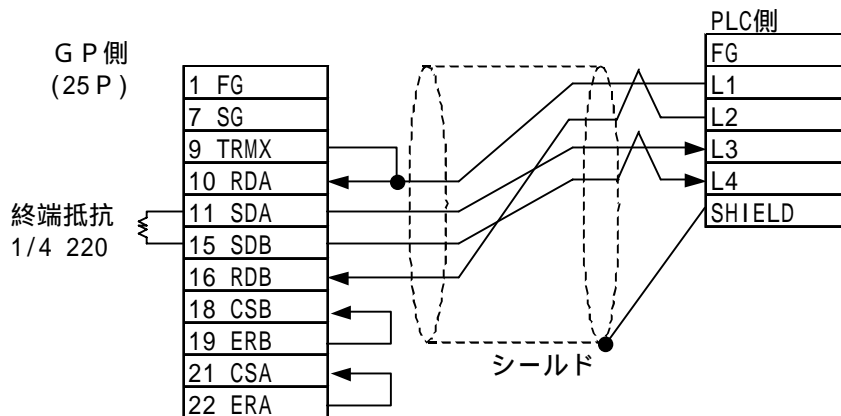 PLC側
GP側
(25P)
FG
1 FG
L1
7 SG
L2
9 TRMX
L3
10 RDA
L4
終端抵抗
1/4 220
11 SDA
SHIELD
15 SDB
16 RDB
18 CSB
19 ERB
シールド
21 CSA
22 ERA